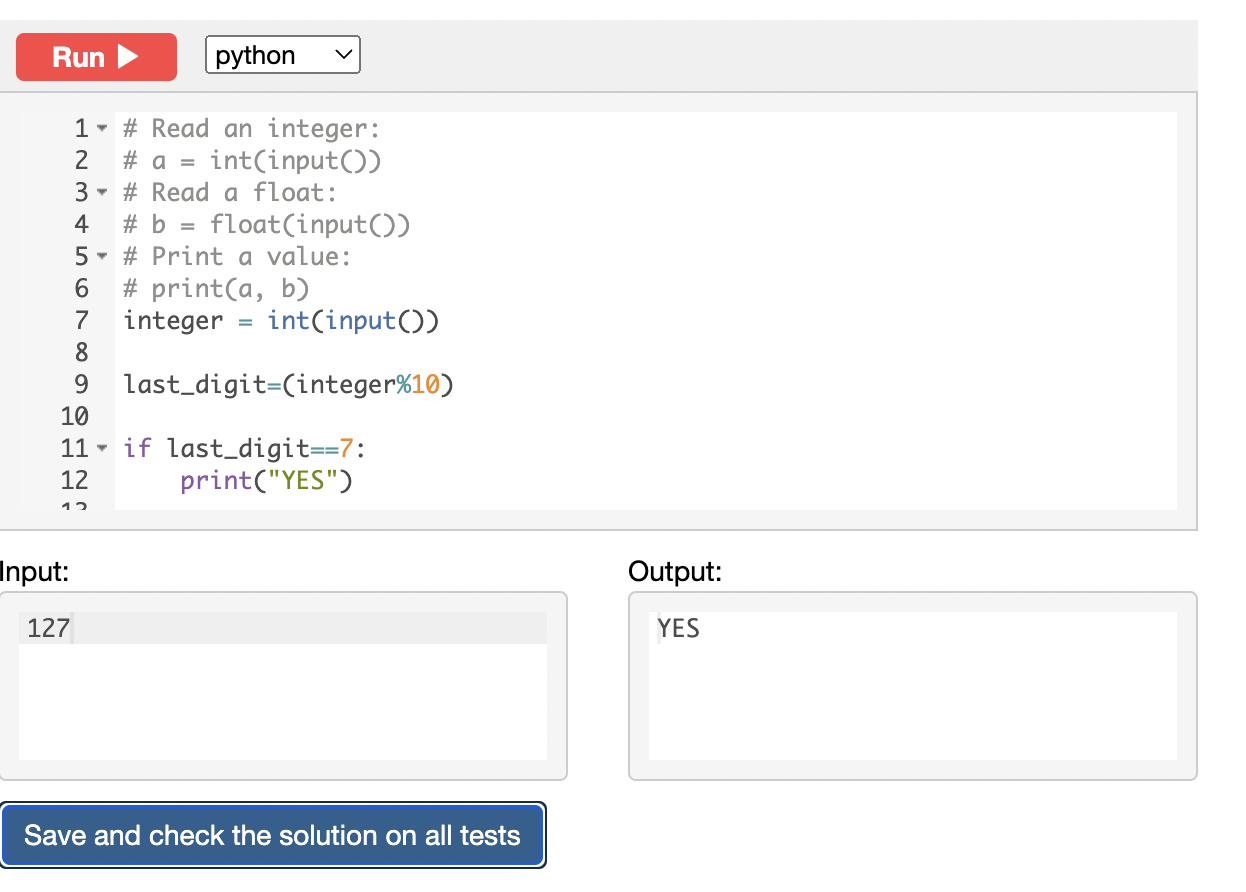 Run
python
1 # Read an integer:
2 # a = int(input())
3 # Read a float:
4 # b = float(input())
5 # Print a value:
6 # print(a, b)
7 integer = int(input())
8
9 last_digit=(integer%10)
10
11 if last_digit==7:
12     print("YES")
Input:
127
Output:
YES
Save and check the solution on all tests